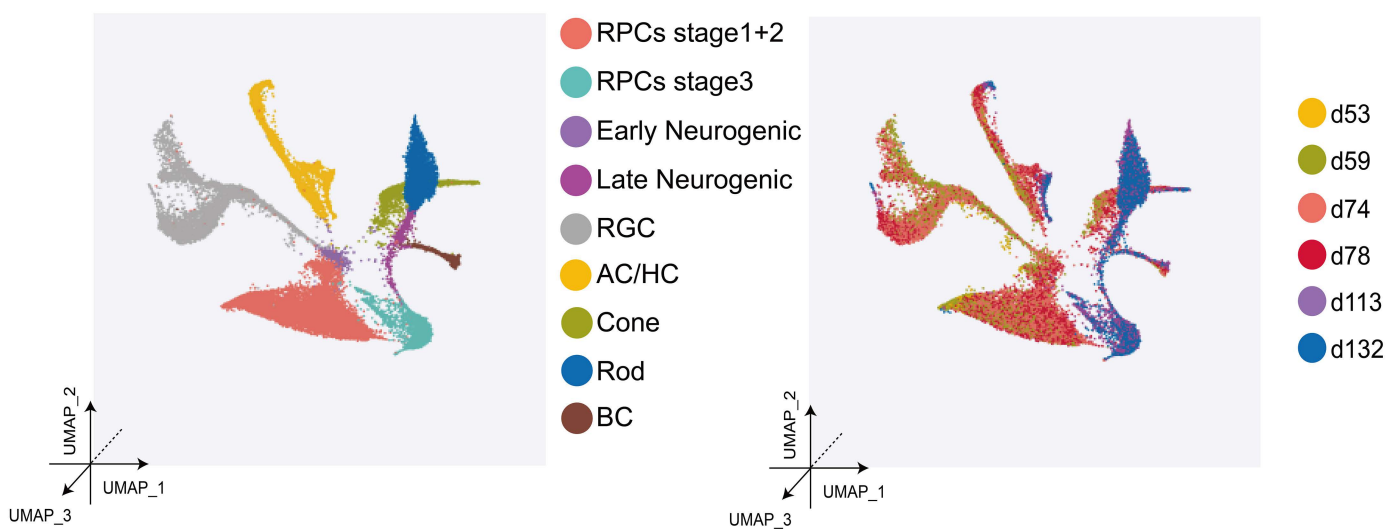 RPCs stage1+2
RPCs stage3
Early Neurogenic
Late Neurogenic
RGC
AC/HC
Cone
Rod
BC
UMAP_2
UMAP_1
UMAP_3
d53
d59
d74
d78
d113
d132
UMAP_2
UMAP_1
UMAP_3